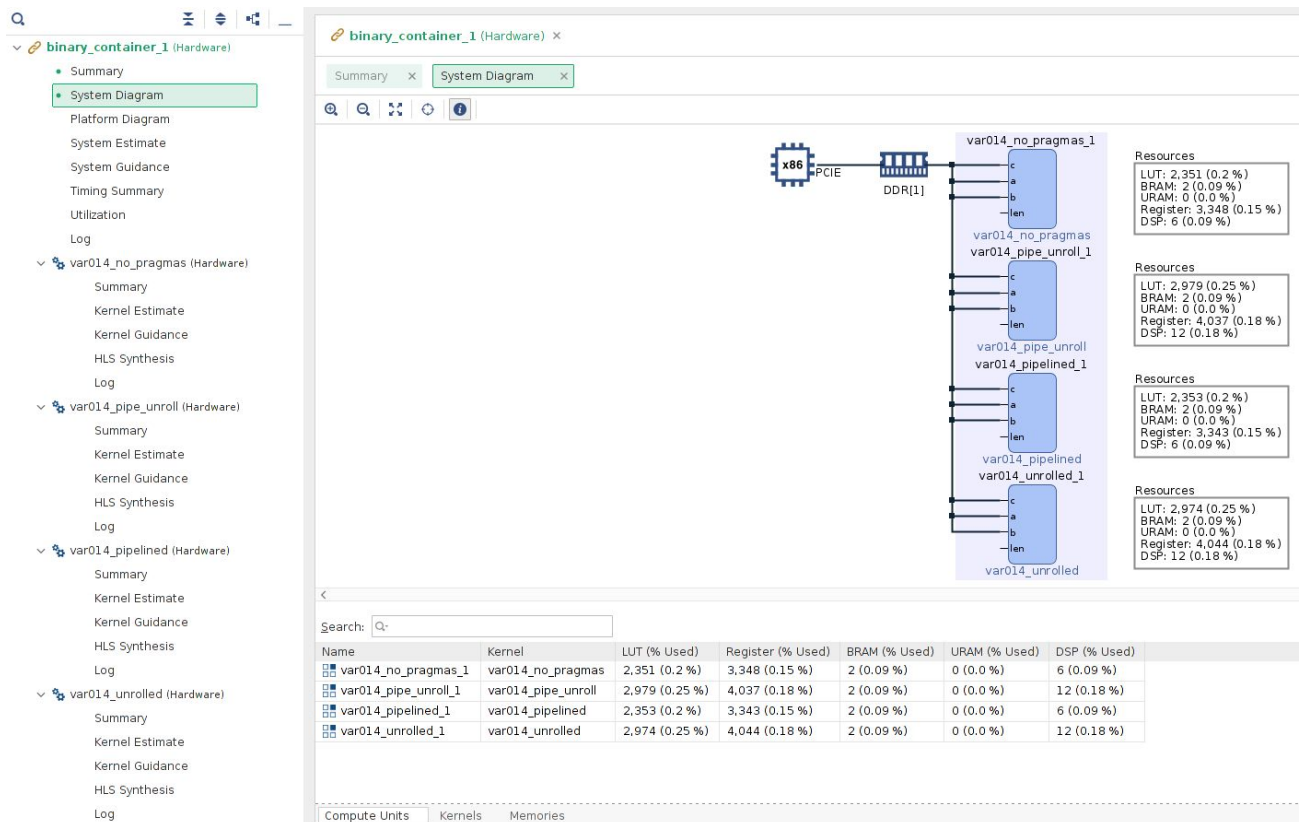 binary_container_1 (Hardware)
Summary
System Diagram
Platform Diagram
System Estimate
System Guidance
Timing Summary
Utilization
Log
var014_no_pragmas (Hardware)
Summary
Kernel Estimate
Kernel Guidance
HLS Synthesis
Log
var014_pipe_unroll (Hardware)
Summary
Kernel Estimate
Kernel Guidance
HLS Synthesis
Log
var014_pipelined (Hardware)
Summary
Kernel Estimate
Kernel Guidance
HLS Synthesis
Log
var014_unrolled (Hardware)
Summary
Kernel Estimate
Kernel Guidance
HLS Synthesis
Log
binary_container_1 (Hardware) ×
Summary ×
System Diagram ×
x86
PCIE
DDR[1]
var014_no_pragmas_1
c
a
b
len
var014_no_pragmas
Resources
LUT: 2,351 (0.2 %)
BRAM: 2 (0.09 %)
URAM: 0 (0.0 %)
Register: 3,348 (0.15 %)
DSP: 6 (0.09 %)
var014_pipe_unroll_1
c
a
b
len
var014_pipe_unroll
Resources
LUT: 2,979 (0.25 %)
BRAM: 2 (0.09 %)
URAM: 0 (0.0 %)
Register: 4,037 (0.18 %)
DSP: 12 (0.18 %)
var014_pipelined_1
c
a
b
len
var014_pipelined
Resources
LUT: 2,353 (0.2 %)
BRAM: 2 (0.09 %)
URAM: 0 (0.0 %)
Register: 3,343 (0.15 %)
DSP: 6 (0.09 %)
var014_unrolled_1
c
a
b
len
var014_unrolled
Resources
LUT: 2,974 (0.25 %)
BRAM: 2 (0.09 %)
URAM: 0 (0.0 %)
Register: 4,044 (0.18 %)
DSP: 12 (0.18 %)
Search:
Name Kernel LUT (% Used) Register (% Used) BRAM (% Used) URAM (% Used) DSP (% Used)
var014_no_pragmas_1 var014_no_pragmas 2,351 (0.2 %) 3,348 (0.15 %) 2 (0.09 %) 0 (0.0 %) 6 (0.09 %)
var014_pipe_unroll_1 var014_pipe_unroll 2,979 (0.25 %) 4,037 (0.18 %) 2 (0.09 %) 0 (0.0 %) 12 (0.18 %)
var014_pipelined_1 var014_pipelined 2,353 (0.2 %) 3,343 (0.15 %) 2 (0.09 %) 0 (0.0 %) 6 (0.09 %)
var014_unrolled_1 var014_unrolled 2,974 (0.25 %) 4,044 (0.18 %) 2 (0.09 %) 0 (0.0 %) 12 (0.18 %)
Compute Units Kernels Memories